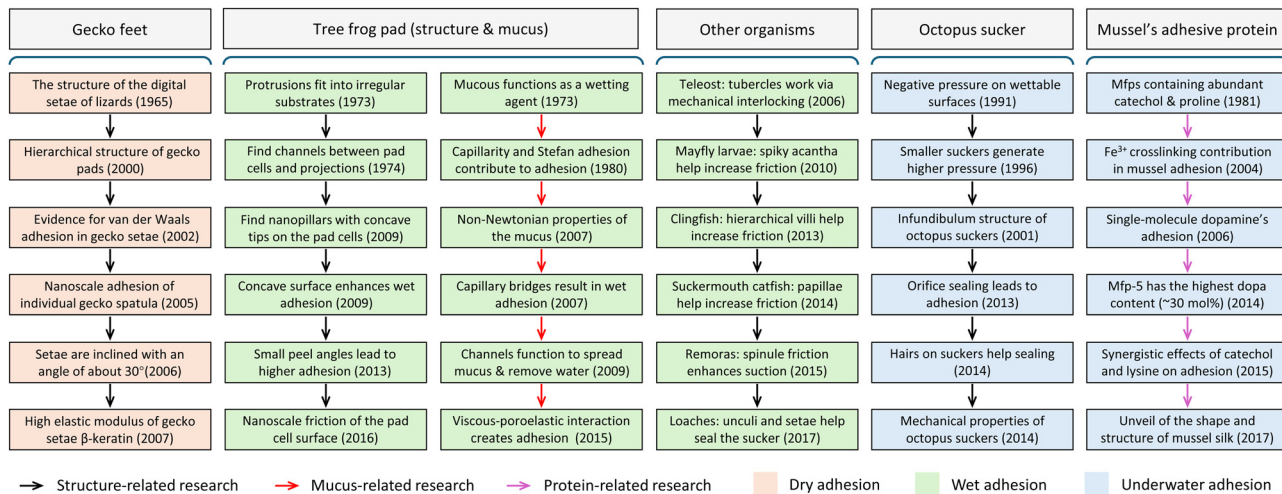 Gecko feet
Tree frog pad (structure & mucus)
Other organisms
Octopus sucker
Mussel's adhesive protein
The structure of the digital
setae of lizards (1965)
Hierarchical structure of gecko
pads (2000)
Evidence for van der Waals
adhesion in gecko setae (2002)
Nanoscale adhesion of
individual gecko spatula (2005)
Setae are inclined with an
angle of about 30°(2006)
High elastic modulus of gecko
setae β-keratin (2007)
Protrusions fit into irregular
substrates (1973)
Find channels between pad
cells and projections (1974)
Find nanopillars with concave
tips on the pad cells (2009)
Concave surface enhances wet
adhesion (2009)
Small peel angles lead to
higher adhesion (2013)
Nanoscale friction of the pad
cell surface (2016)
Mucous functions as a wetting
agent (1973)
Capillarity and Stefan adhesion
contribute to adhesion (1980)
Non-Newtonian properties of
the mucus (2007)
Capillary bridges result in wet
adhesion (2007)
Channels function to spread
mucus & remove water (2009)
Viscous-poroelastic interaction
creates adhesion (2015)
Teleost: tubercles work via
mechanical interlocking (2006)
Mayfly larvae: spiky acantha
help increase friction (2010)
Clingfish: hierarchical villi help
increase friction (2013)
Suckermouth catfish: papillae
help increase friction (2014)
Remoras: spinule friction
enhances suction (2015)
Loaches: unculi and setae help
seal the sucker (2017)
Negative pressure on wettable
surfaces (1991)
Smaller suckers generate
higher pressure (1996)
Infundibulum structure of
octopus suckers (2001)
Orifice sealing leads to
adhesion (2013)
Hairs on suckers help sealing
(2014)
Mechanical properties of
octopus suckers (2014)
Mfps containing abundant
catechol & proline (1981)
Fe³⁺ crosslinking contribution
in mussel adhesion (2004)
Single-molecule dopamine's
adhesion (2006)
Mfp-5 has the highest dopa
content (~30 mol%) (2014)
Synergistic effects of catechol
and lysine on adhesion (2015)
Unveil of the shape and
structure of mussel silk (2017)
Structure-related research
Mucus-related research
Protein-related research
Dry adhesion
Wet adhesion
Underwater adhesion